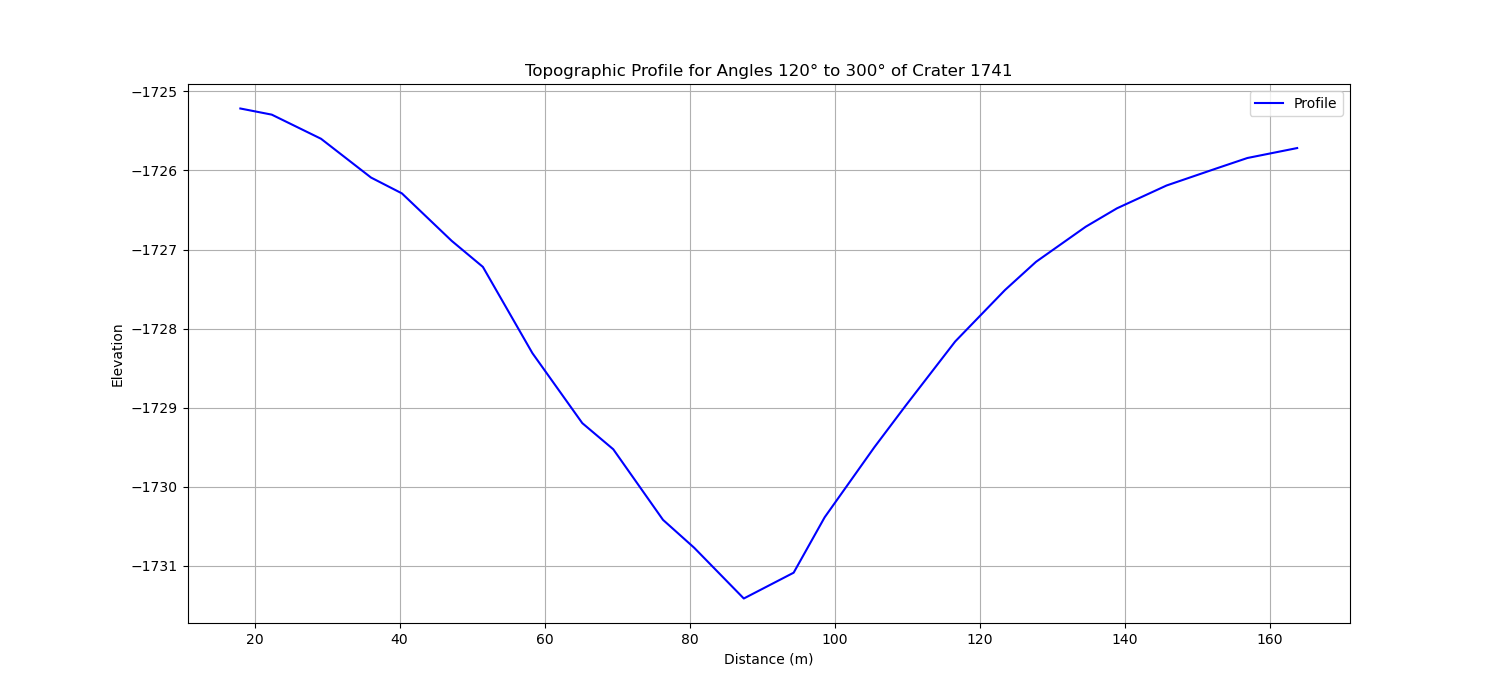 Topographic Profile for Angles 120° to 300° of Crater 1741
Profile
Elevation
−1725
−1726
−1727
−1728
−1729
−1730
−1731
20 40 60 80 100 120 140 160
Distance (m)